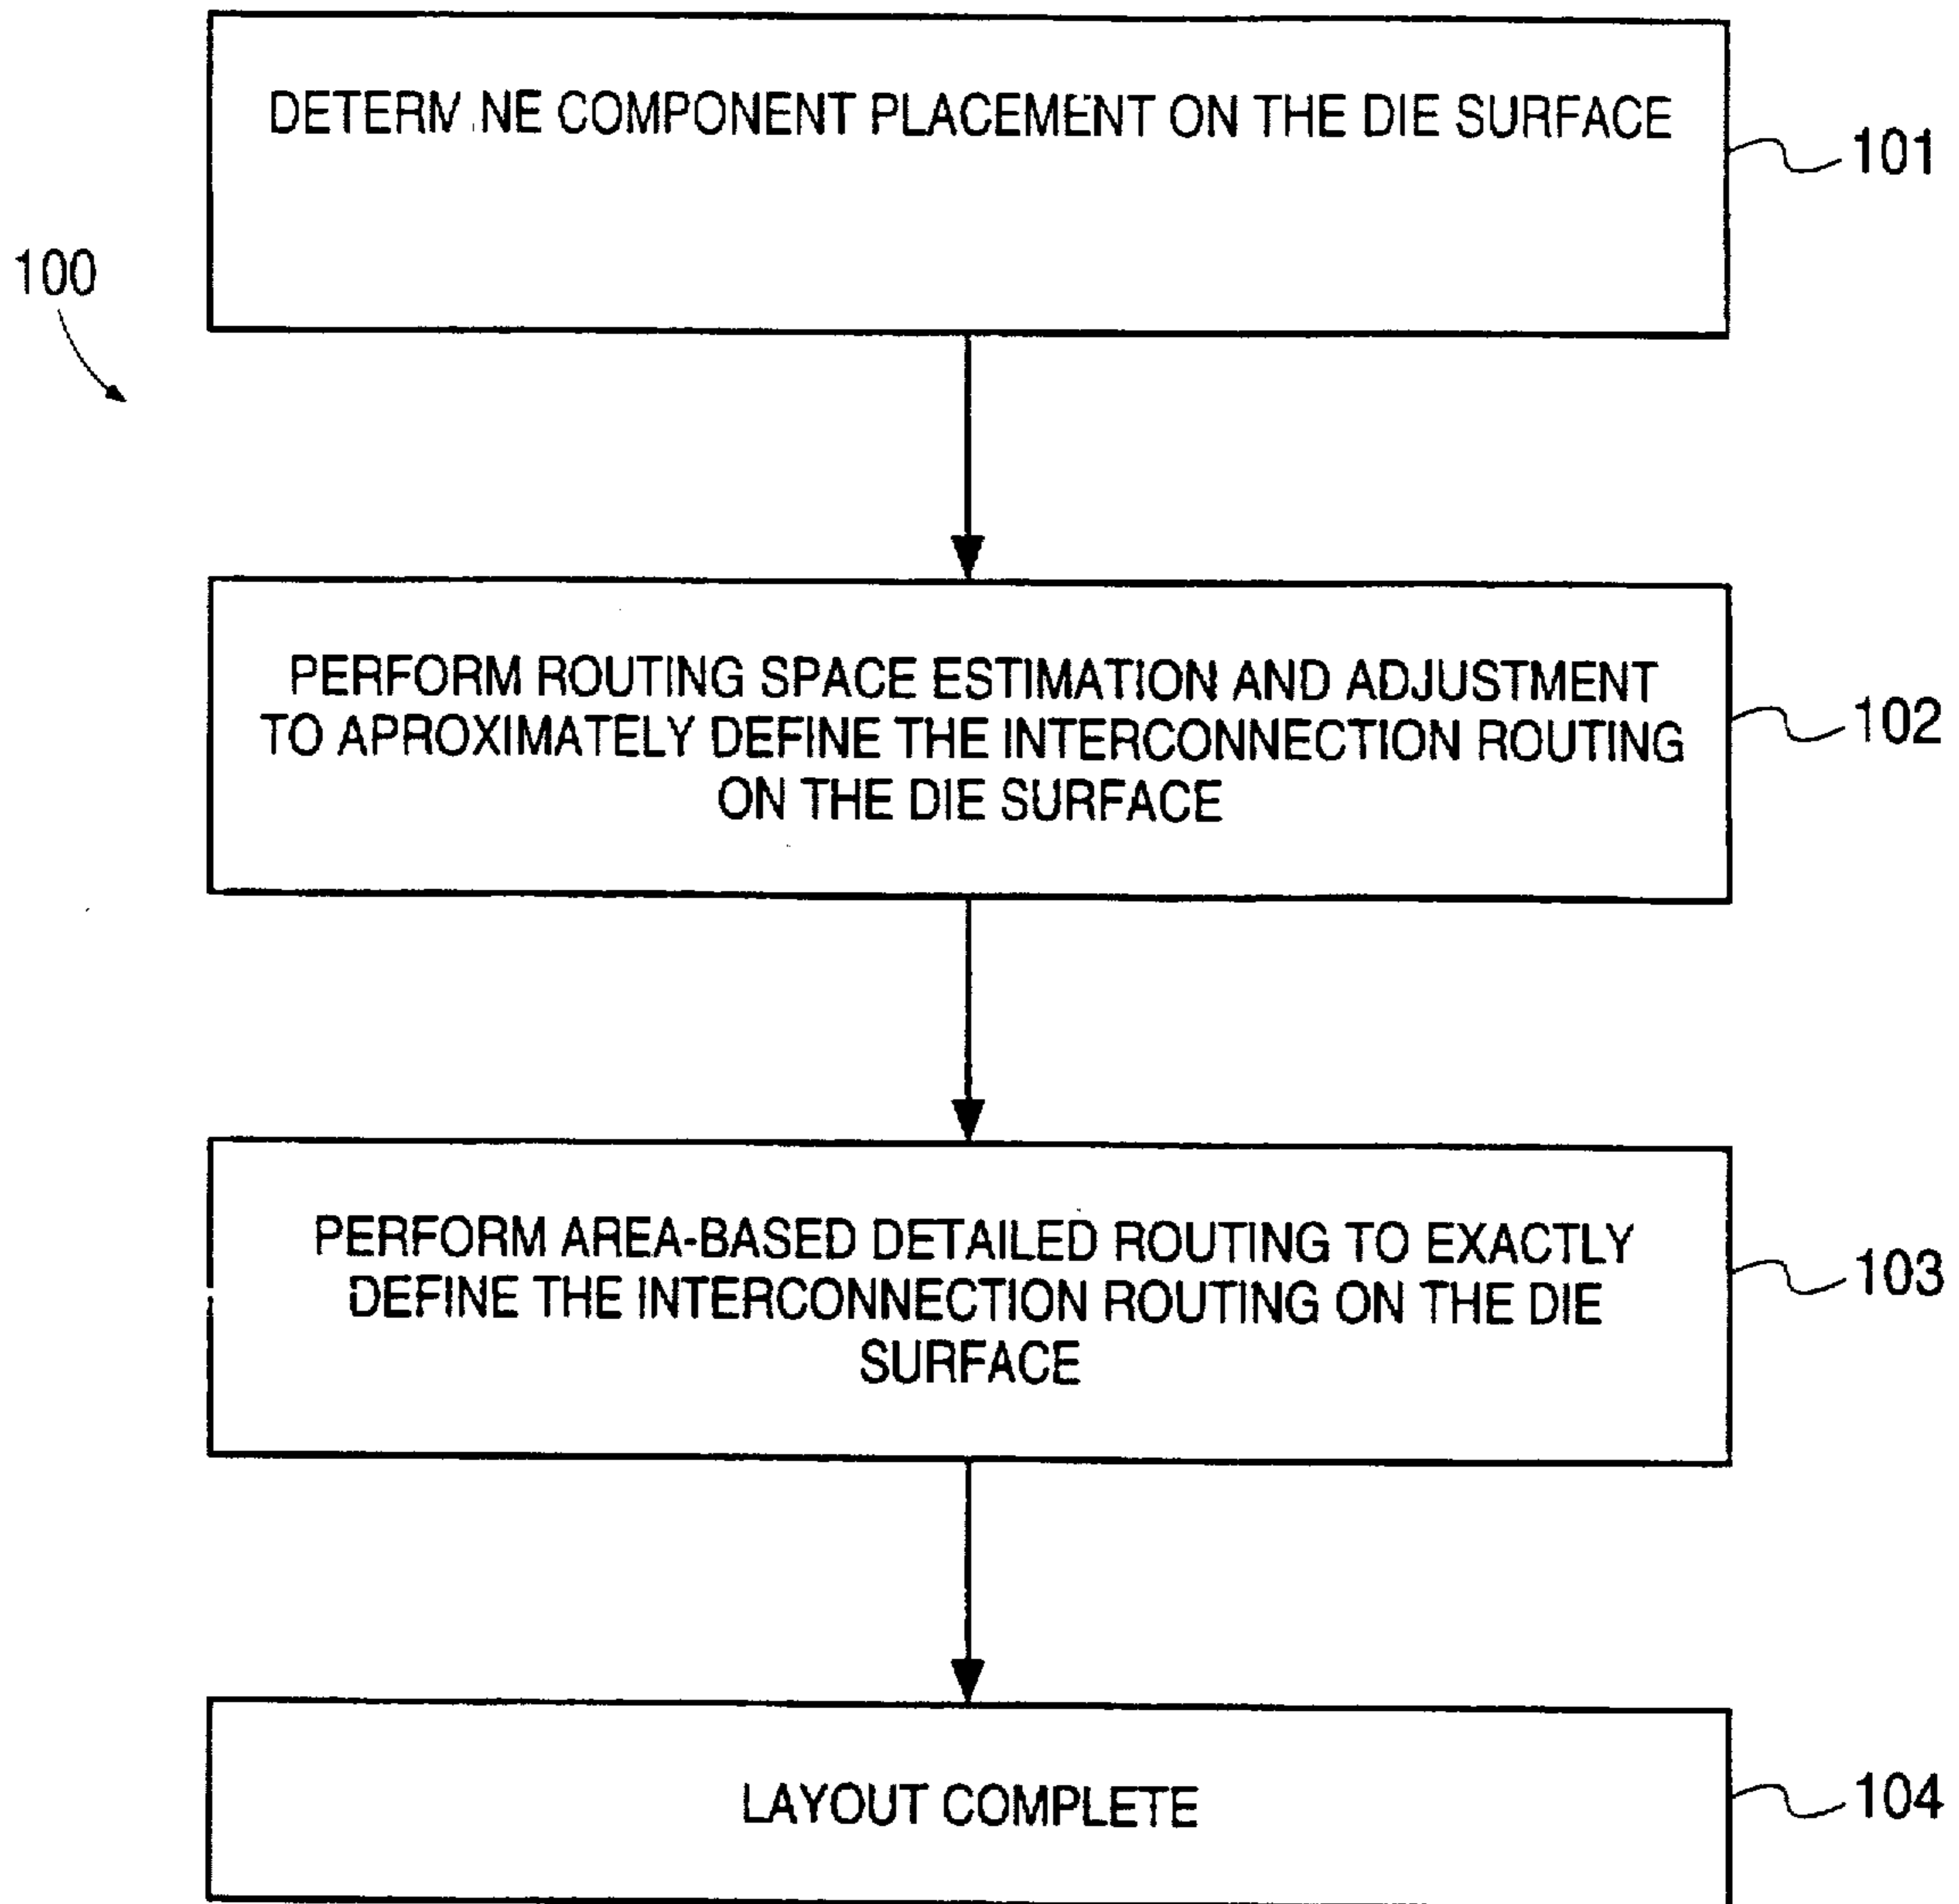 DETERMINE COMPONENT PLACEMENT ON THE DIE SURFACE
101
100
PERFORM ROUTING SPACE ESTIMATION AND ADJUSTMENT
TO APROXIMATELY DEFINE THE INTERCONNECTION ROUTING
ON THE DIE SURFACE
102
PERFORM AREA-BASED DETAILED ROUTING TO EXACTLY
DEFINE THE INTERCONNECTION ROUTING ON THE DIE
SURFACE
103
LAYOUT COMPLETE
104